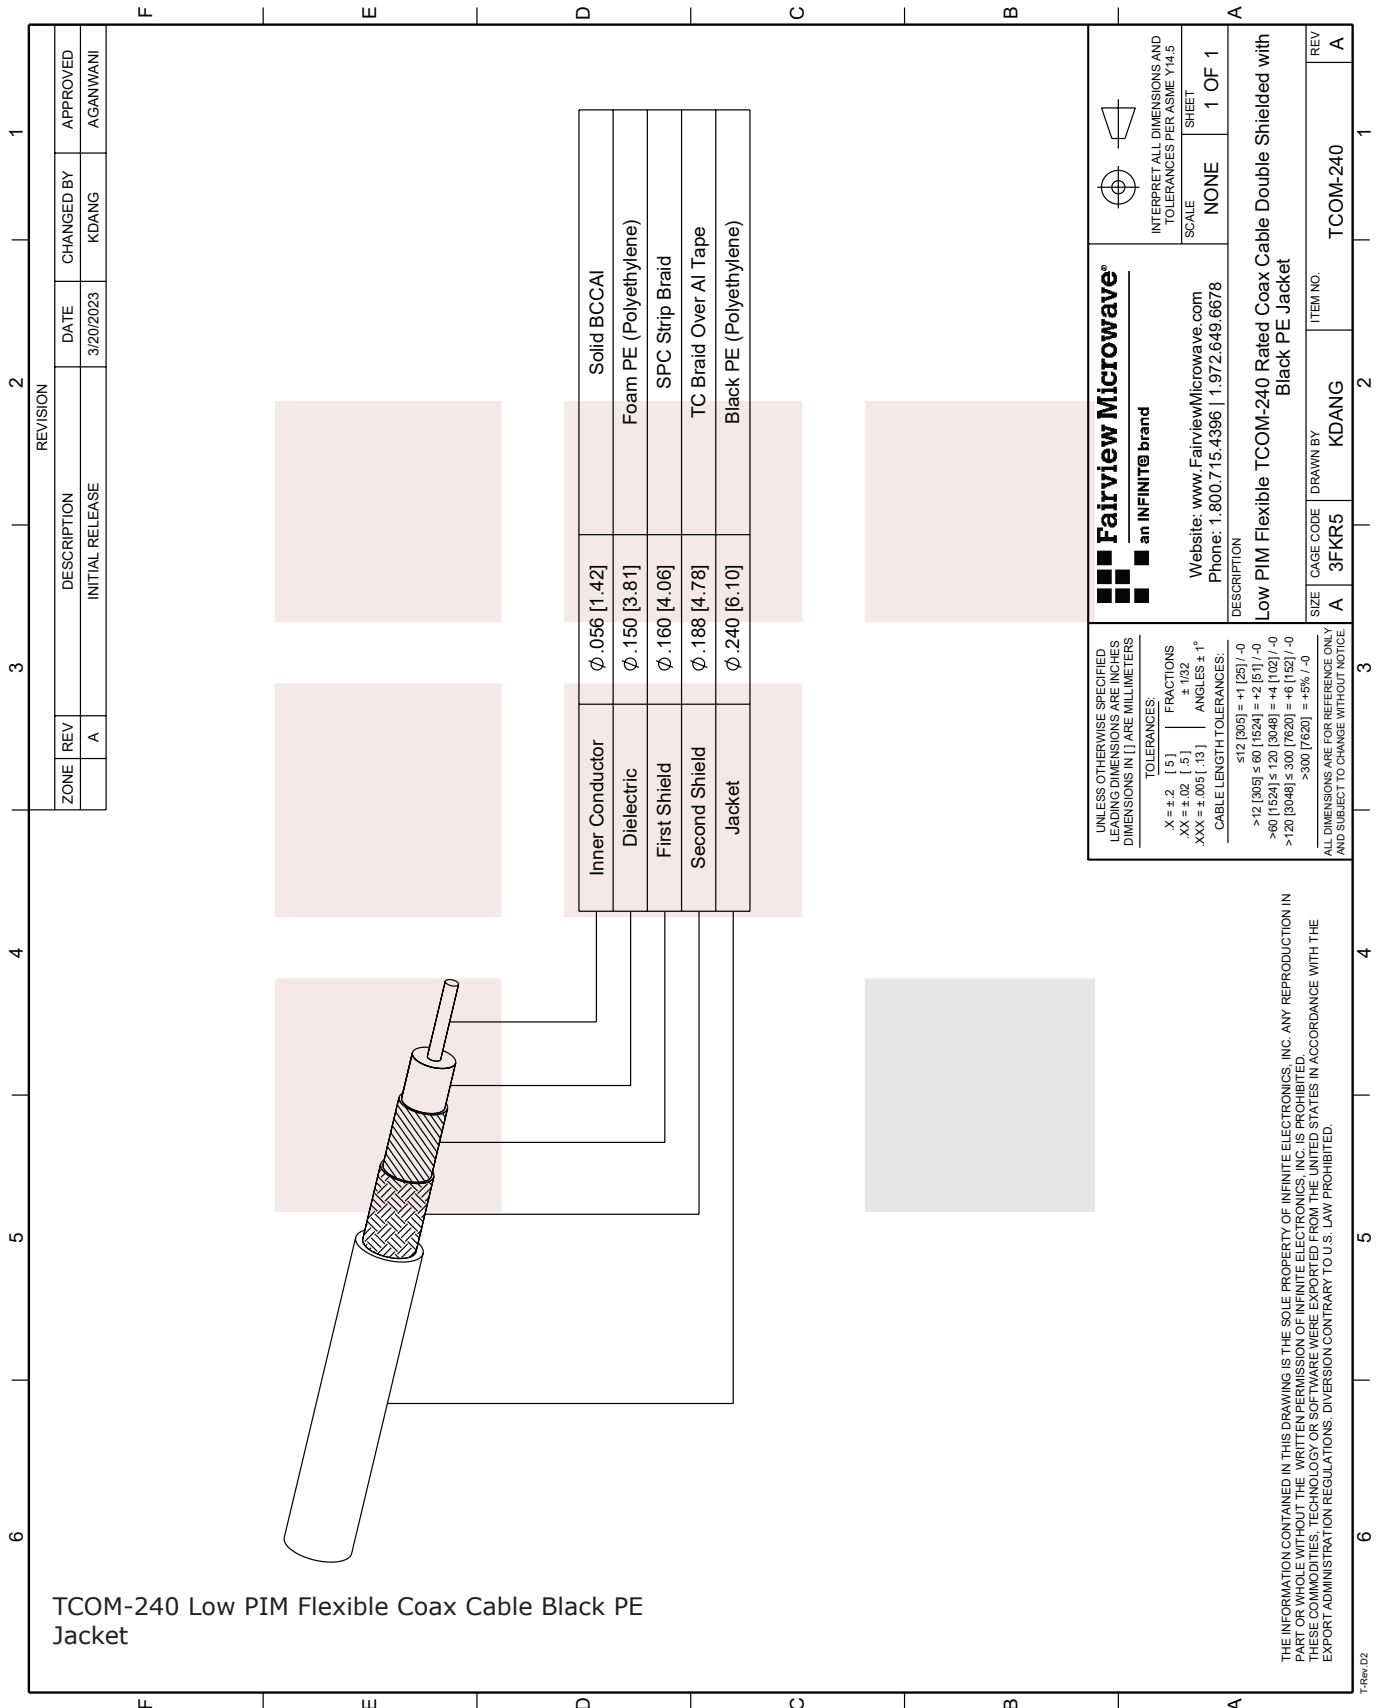 6 5 4 3 2 1
F
E
D
C
B
A
REVISION
ZONE REV DESCRIPTION DATE CHANGED BY APPROVED
A INITIAL RELEASE 3/20/2023 KDANG AGANWANI
Inner Conductor ∅.056 [1.42] Solid BCCAI
Dielectric ∅.150 [3.81] Foam PE (Polyethylene)
First Shield ∅.160 [4.06] SPC Strip Braid
Second Shield ∅.188 [4.78] TC Braid Over Al Tape
Jacket ∅.240 [6.10] Black PE (Polyethylene)
UNLESS OTHERWISE SPECIFIED
LEADING DIMENSIONS ARE INCHES
DIMENSIONS IN [ ] ARE MILLIMETERS
TOLERANCES:
.X = ±.2 [ 5 ] FRACTIONS
.XX = ±.02 [ .5] ± 1/32
.XXX = ±.005 [ .13 ] ANGLES ± 1°
CABLE LENGTH TOLERANCES:
≤12 [305] = +1 [25] / -0
>12 [305] ≤ 60 [1524] = +2 [51] / -0
>60 [1524] ≤ 120 [3048] = +4 [102] / -0
>120 [3048] ≤ 300 [7620] = +6 [152] / -0
>300 [7620] = +5% / -0
ALL DIMENSIONS ARE FOR REFERENCE ONLY
AND SUBJECT TO CHANGE WITHOUT NOTICE.
Fairview Microwave®
an INFINIT℮ brand
Website: www.FairviewMicrowave.com
Phone: 1.800.715.4396 | 1.972.649.6678
INTERPRET ALL DIMENSIONS AND
TOLERANCES PER ASME Y14.5
SCALE SHEET
NONE 1 OF 1
DESCRIPTION
Low PIM Flexible TCOM-240 Rated Coax Cable Double Shielded with
Black PE Jacket
SIZE CAGE CODE DRAWN BY ITEM NO. REV
A 3FKR5 KDANG TCOM-240 A
THE INFORMATION CONTAINED IN THIS DRAWING IS THE SOLE PROPERTY OF INFINITE ELECTRONICS, INC. ANY REPRODUCTION IN
PART OR WHOLE WITHOUT THE WRITTEN PERMISSION OF INFINITE ELECTRONICS, INC. IS PROHIBITED.
THESE COMMODITIES, TECHNOLOGY OR SOFTWARE WERE EXPORTED FROM THE UNITED STATES IN ACCORDANCE WITH THE
EXPORT ADMINISTRATION REGULATIONS. DIVERSION CONTRARY TO U.S. LAW PROHIBITED.
T-Rev.D2
6 5 4 3 2 1
F
E
D
C
B
A
TCOM-240 Low PIM Flexible Coax Cable Black PE
Jacket